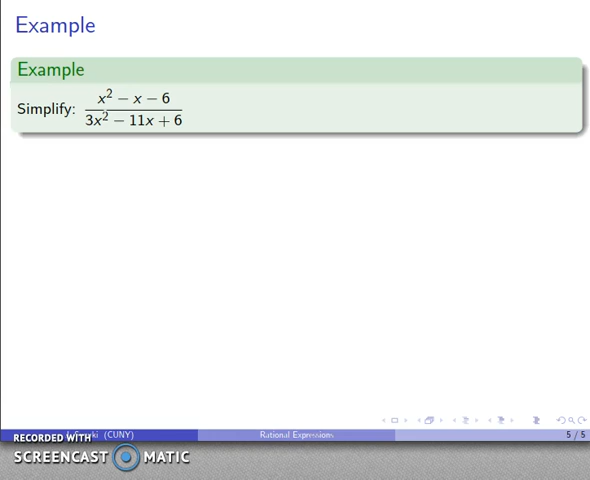 Example
Example
Simplify: x² − x − 6 / 3x² − 11x + 6
(CUNY) Rational Expressions 5 / 5
RECORDED WITH
SCREENCAST MATIC